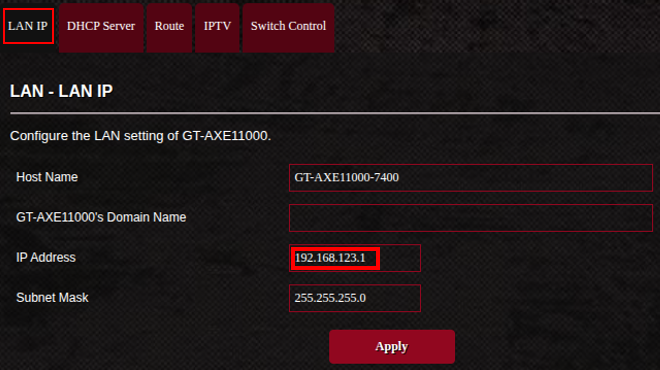 LAN IP DHCP Server Route IPTV Switch Control
LAN - LAN IP
Configure the LAN setting of GT-AXE11000.
Host Name GT-AXE11000-7400
GT-AXE11000's Domain Name
IP Address 192.168.123.1
Subnet Mask 255.255.255.0
Apply